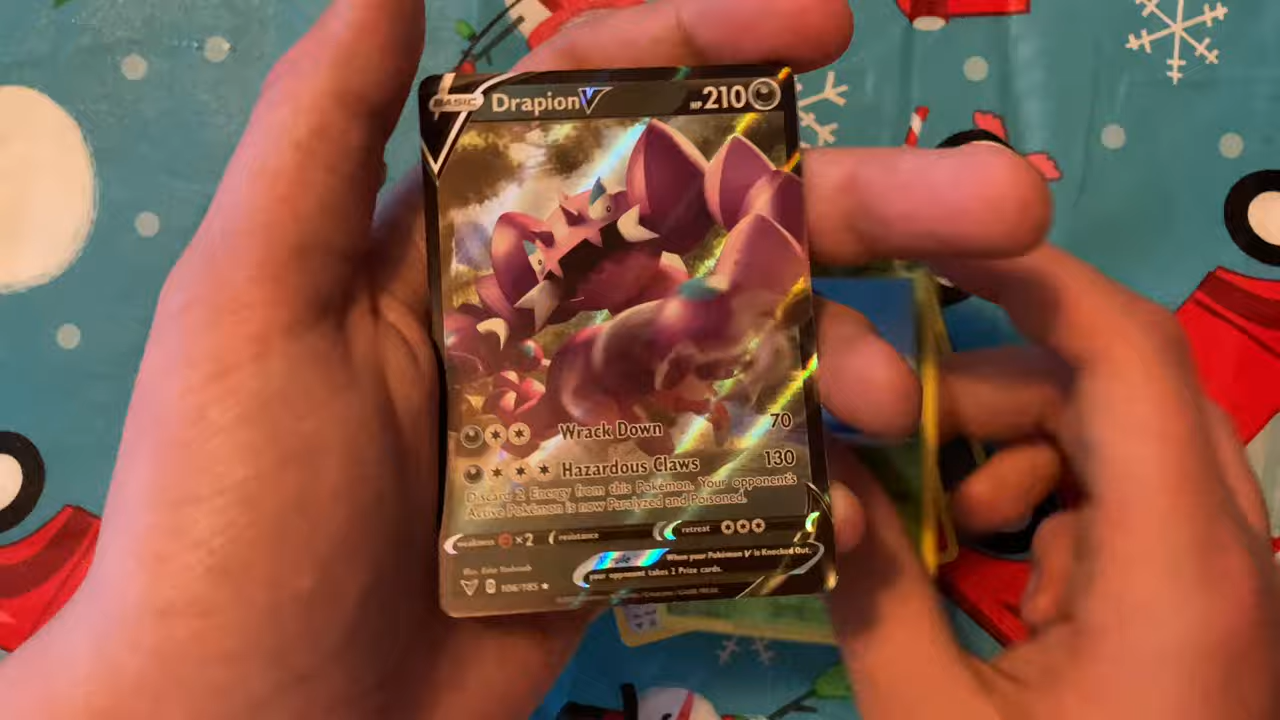 BASIC Drapion V HP 210
Wrack Down 70
Hazardous Claws 130
Discard 2 Energy from this Pokémon. Your opponent's
Active Pokémon is now Paralyzed and Poisoned.
weakness ×2 resistance retreat
When your Pokémon V is Knocked Out,
your opponent takes 2 Prize cards.
106/185